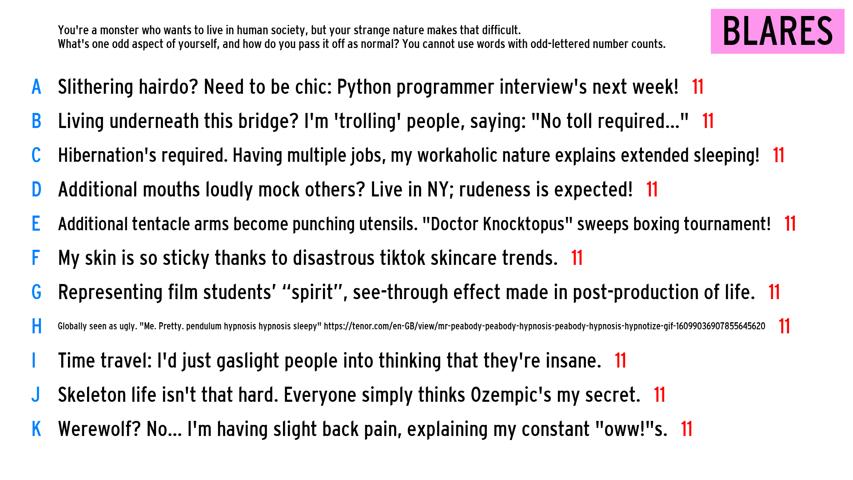 You're a monster who wants to live in human society, but your strange nature makes that difficult.
What's one odd aspect of yourself, and how do you pass it off as normal? You cannot use words with odd-lettered number counts.
BLARES
A Slithering hairdo? Need to be chic: Python programmer interview's next week! 11
B Living underneath this bridge? I'm 'trolling' people, saying: "No toll required..." 11
C Hibernation's required. Having multiple jobs, my workaholic nature explains extended sleeping! 11
D Additional mouths loudly mock others? Live in NY; rudeness is expected! 11
E Additional tentacle arms become punching utensils. "Doctor Knocktopus" sweeps boxing tournament! 11
F My skin is so sticky thanks to disastrous tiktok skincare trends. 11
G Representing film students’ “spirit”, see-through effect made in post-production of life. 11
H Globally seen as ugly. "Me. Pretty. pendulum hypnosis hypnosis sleepy" https://tenor.com/en-GB/view/mr-peabody-peabody-hypnosis-peabody-hypnosis-hypnotize-gif-16099036907855645620 11
I Time travel: I'd just gaslight people into thinking that they're insane. 11
J Skeleton life isn't that hard. Everyone simply thinks Ozempic's my secret. 11
K Werewolf? No... I'm having slight back pain, explaining my constant "oww!"s. 11